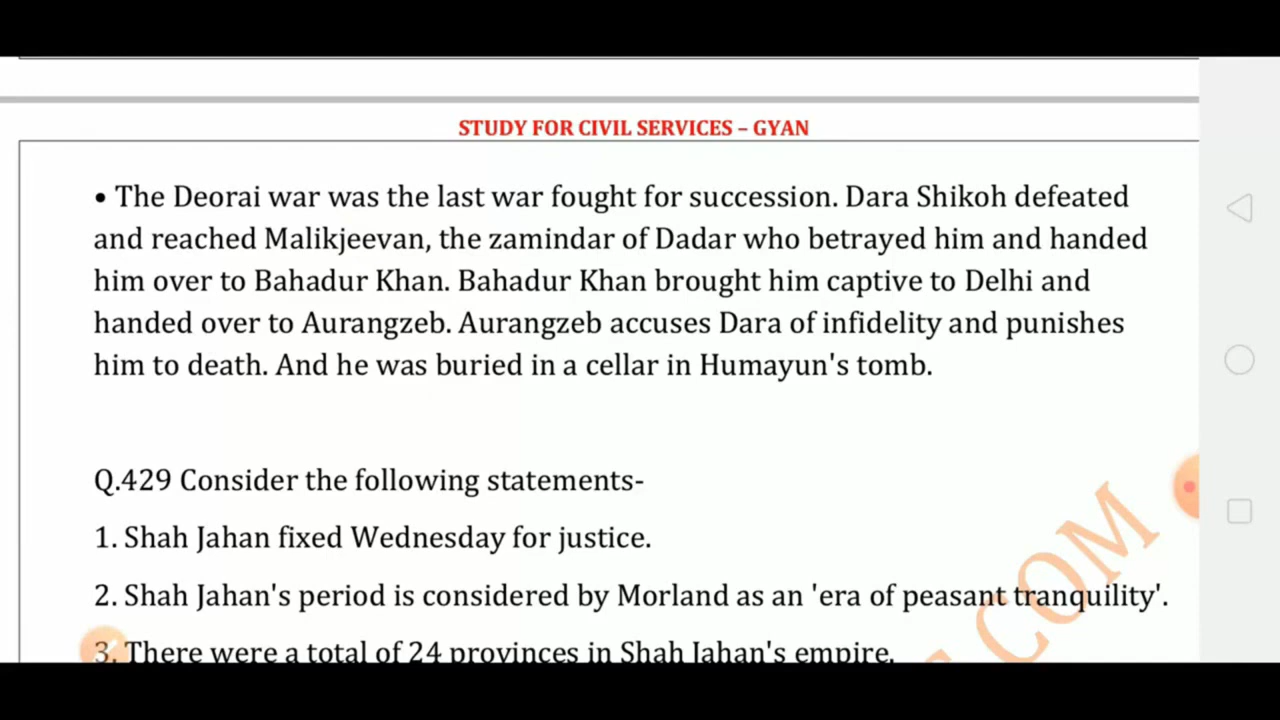 STUDY FOR CIVIL SERVICES – GYAN
• The Deorai war was the last war fought for succession. Dara Shikoh defeated
and reached Malikjeevan, the zamindar of Dadar who betrayed him and handed
him over to Bahadur Khan. Bahadur Khan brought him captive to Delhi and
handed over to Aurangzeb. Aurangzeb accuses Dara of infidelity and punishes
him to death. And he was buried in a cellar in Humayun's tomb.
Q.429 Consider the following statements-
1. Shah Jahan fixed Wednesday for justice.
2. Shah Jahan's period is considered by Morland as an 'era of peasant tranquility'.
3. There were a total of 24 provinces in Shah Jahan's empire.
.COM